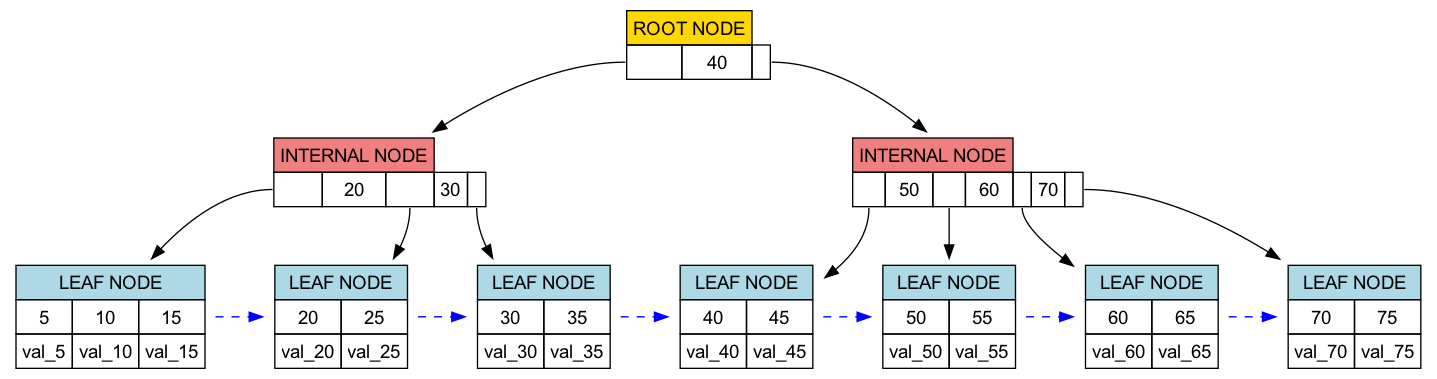 ROOT NODE
40
INTERNAL NODE INTERNAL NODE
20 30 50 60 70
LEAF NODE LEAF NODE LEAF NODE LEAF NODE LEAF NODE LEAF NODE LEAF NODE
5 10 15 20 25 30 35 40 45 50 55 60 65 70 75
val_5 val_10 val_15 val_20 val_25 val_30 val_35 val_40 val_45 val_50 val_55 val_60 val_65 val_70 val_75